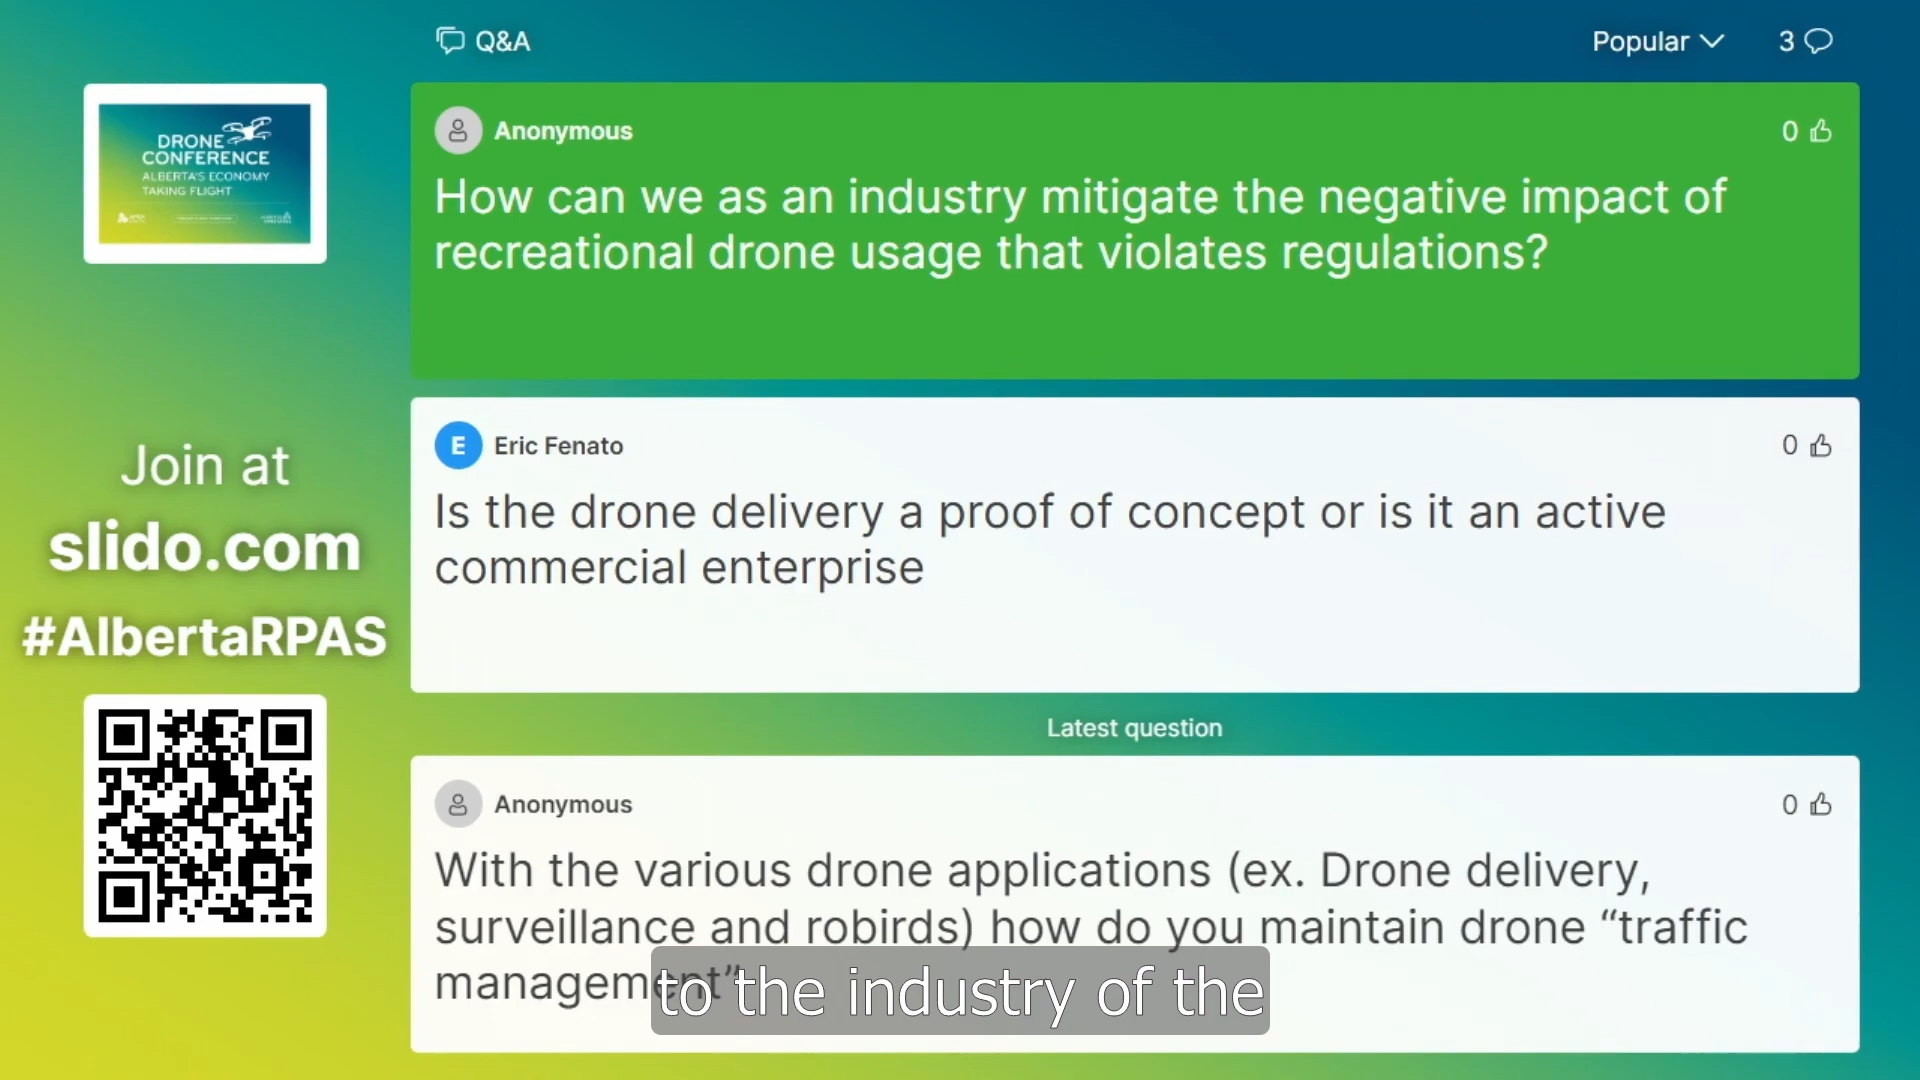 Q&A
Popular
3
DRONE
CONFERENCE
ALBERTA'S ECONOMY
TAKING FLIGHT
Join at
slido.com
#AlbertaRPAS
Anonymous
0
How can we as an industry mitigate the negative impact of
recreational drone usage that violates regulations?
E
Eric Fenato
0
Is the drone delivery a proof of concept or is it an active
commercial enterprise
Latest question
Anonymous
0
With the various drone applications (ex. Drone delivery,
surveillance and robirds) how do you maintain drone “traffic
management”
to the industry of the